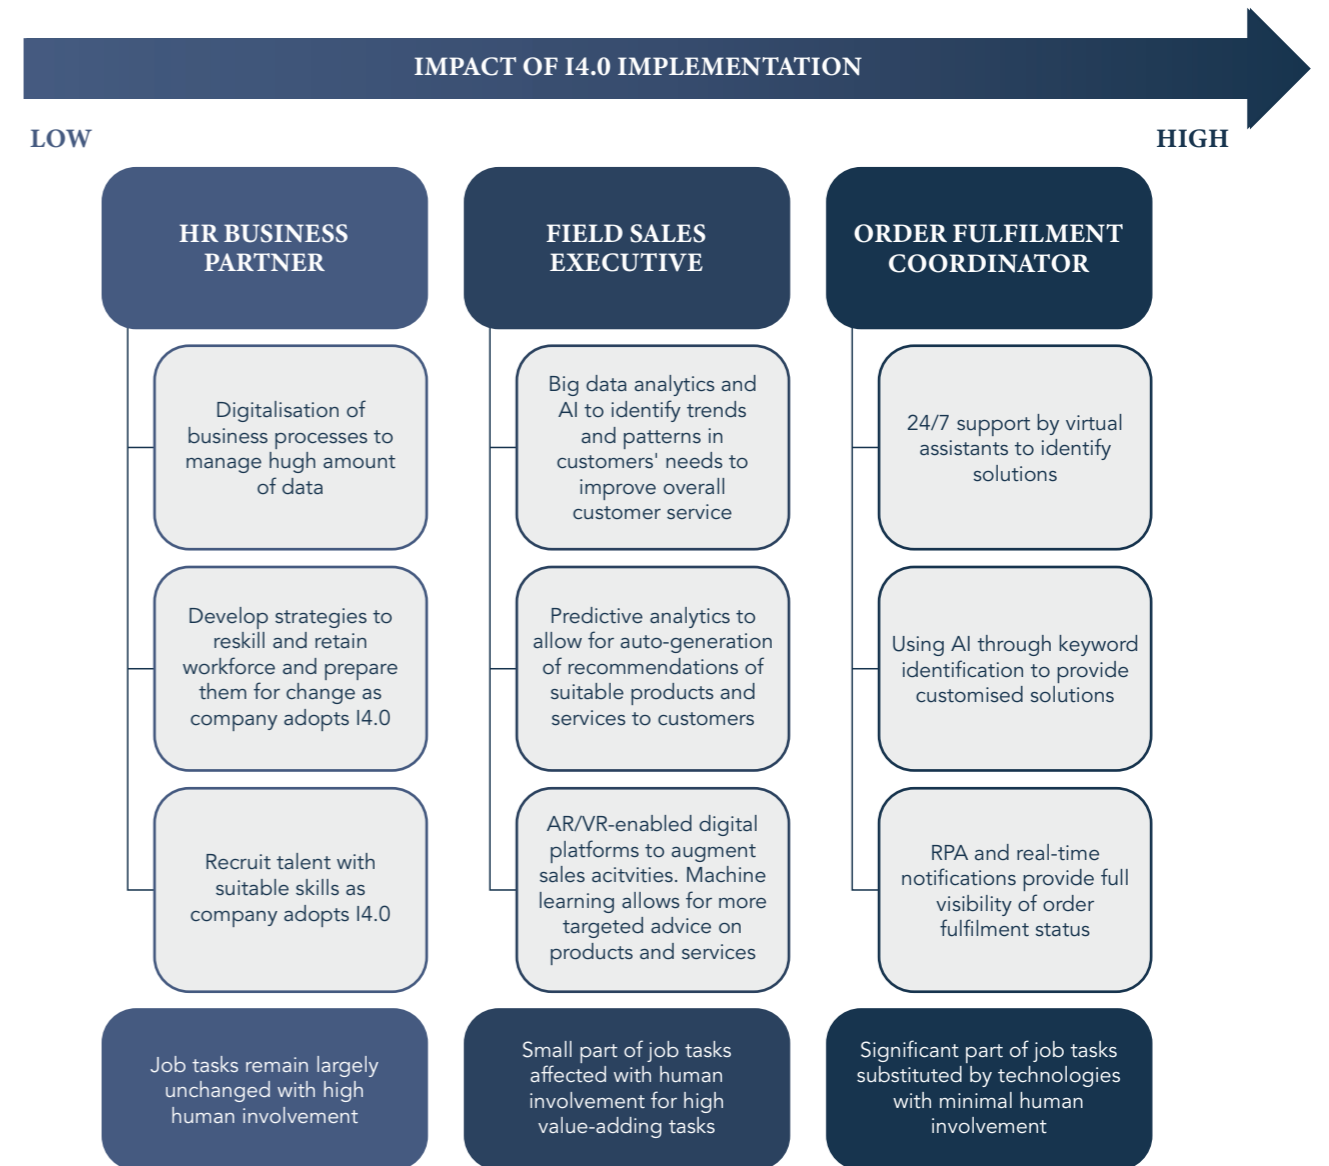 IMPACT OF I4.0 IMPLEMENTATION
LOW
HIGH
HR BUSINESS
PARTNER
Digitalisation of
business processes to
manage hugh amount
of data
Develop strategies to
reskill and retain
workforce and prepare
them for change as
company adopts I4.0
Recruit talent with
suitable skills as
company adopts I4.0
Job tasks remain largely
unchanged with high
human involvement
FIELD SALES
EXECUTIVE
Big data analytics and
AI to identify trends
and patterns in
customers' needs to
improve overall
customer service
Predictive analytics to
allow for auto-generation
of recommendations of
suitable products and
services to customers
AR/VR-enabled digital
platforms to augment
sales acitvities. Machine
learning allows for more
targeted advice on
products and services
Small part of job tasks
affected with human
involvement for high
value-adding tasks
ORDER FULFILMENT
COORDINATOR
24/7 support by virtual
assistants to identify
solutions
Using AI through keyword
identification to provide
customised solutions
RPA and real-time
notifications provide full
visibility of order
fulfilment status
Significant part of job tasks
substituted by technologies
with minimal human
involvement